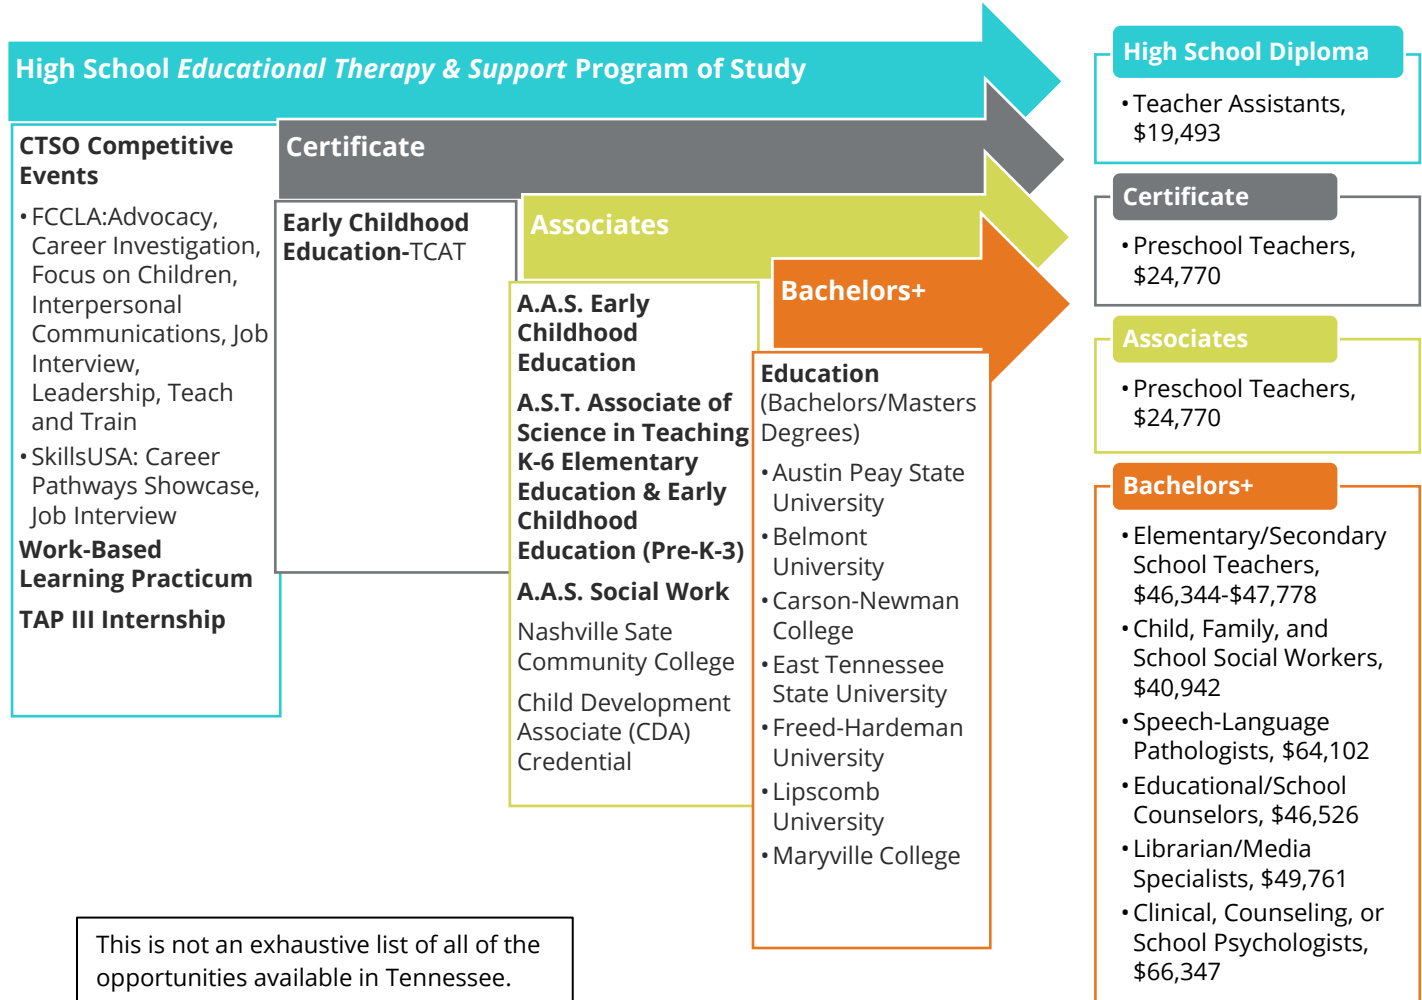 High School Educational Therapy & Support Program of Study
CTSO Competitive
Events
•FCCLA:Advocacy,
Career Investigation,
Focus on Children,
Interpersonal
Communications, Job
Interview,
Leadership, Teach
and Train
•SkillsUSA: Career
Pathways Showcase,
Job Interview
Work-Based
Learning Practicum
TAP III Internship
Certificate
Early Childhood
Education-TCAT
Associates
A.A.S. Early
Childhood
Education
A.S.T. Associate of
Science in Teaching
K-6 Elementary
Education & Early
Childhood
Education (Pre-K-3)
A.A.S. Social Work
Nashville Sate
Community College
Child Development
Associate (CDA)
Credential
Bachelors+
Education
(Bachelors/Masters
Degrees)
•Austin Peay State
University
•Belmont
University
•Carson-Newman
College
•East Tennessee
State University
•Freed-Hardeman
University
•Lipscomb
University
•Maryville College
This is not an exhaustive list of all of the
opportunities available in Tennessee.
High School Diploma
•Teacher Assistants,
$19,493
Certificate
•Preschool Teachers,
$24,770
Associates
•Preschool Teachers,
$24,770
Bachelors+
•Elementary/Secondary
School Teachers,
$46,344-$47,778
•Child, Family, and
School Social Workers,
$40,942
•Speech-Language
Pathologists, $64,102
•Educational/School
Counselors, $46,526
•Librarian/Media
Specialists, $49,761
•Clinical, Counseling, or
School Psychologists,
$66,347